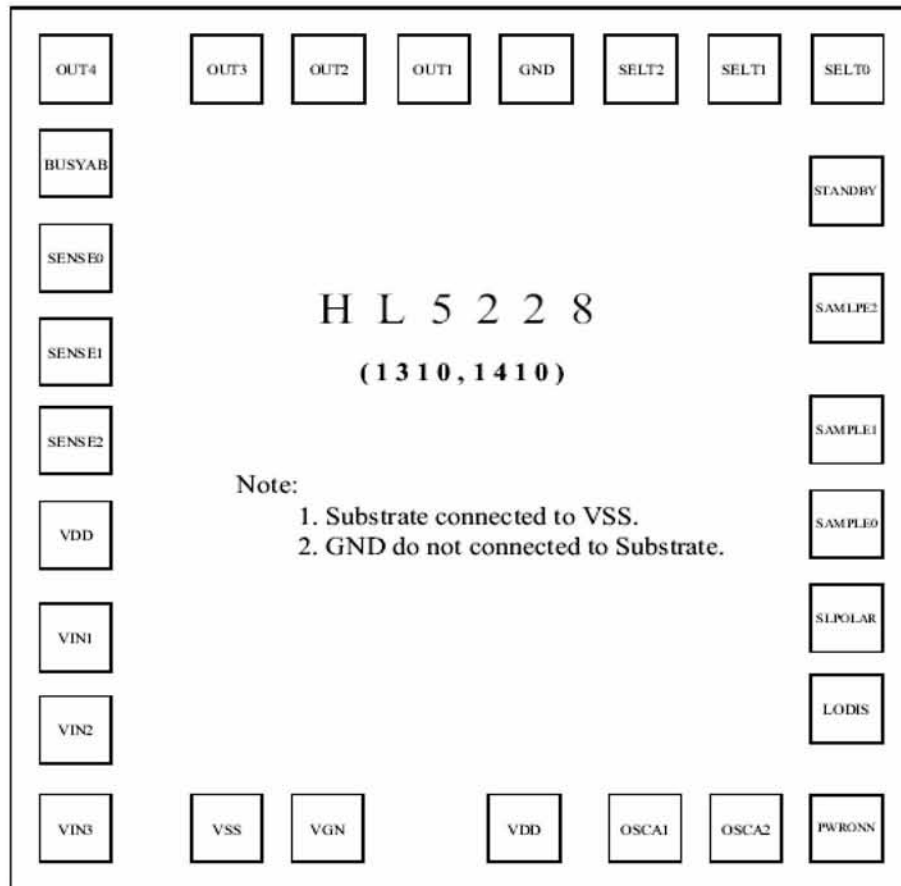 OUT4 OUT3 OUT2 OUT1 GND SELT2 SELT1 SELT0
BUSYAB STANDBY
SENSE0
SAMLPE2
H L 5 2 2 8
SENSE1
(1310,1410)
SAMPLE1
SENSE2
Note:
1. Substrate connected to VSS.
SAMPLE0
VDD
2. GND do not connected to Substrate.
SLPOLAR
VIN1
LODIS
VIN2
VIN3 VSS VGN VDD OSCA1 OSCA2 PWRONN